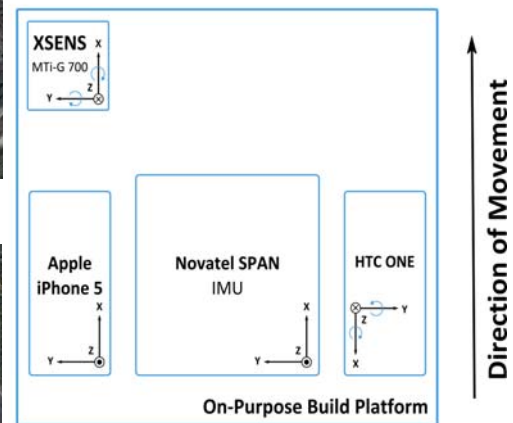 XSENS
MTi-G 700
X
Z
Y
Apple
iPhone 5
X
Z
Y
Novatel SPAN
IMU
X
Z
Y
HTC ONE
Y
Z
X
On-Purpose Build Platform
Direction of Movement